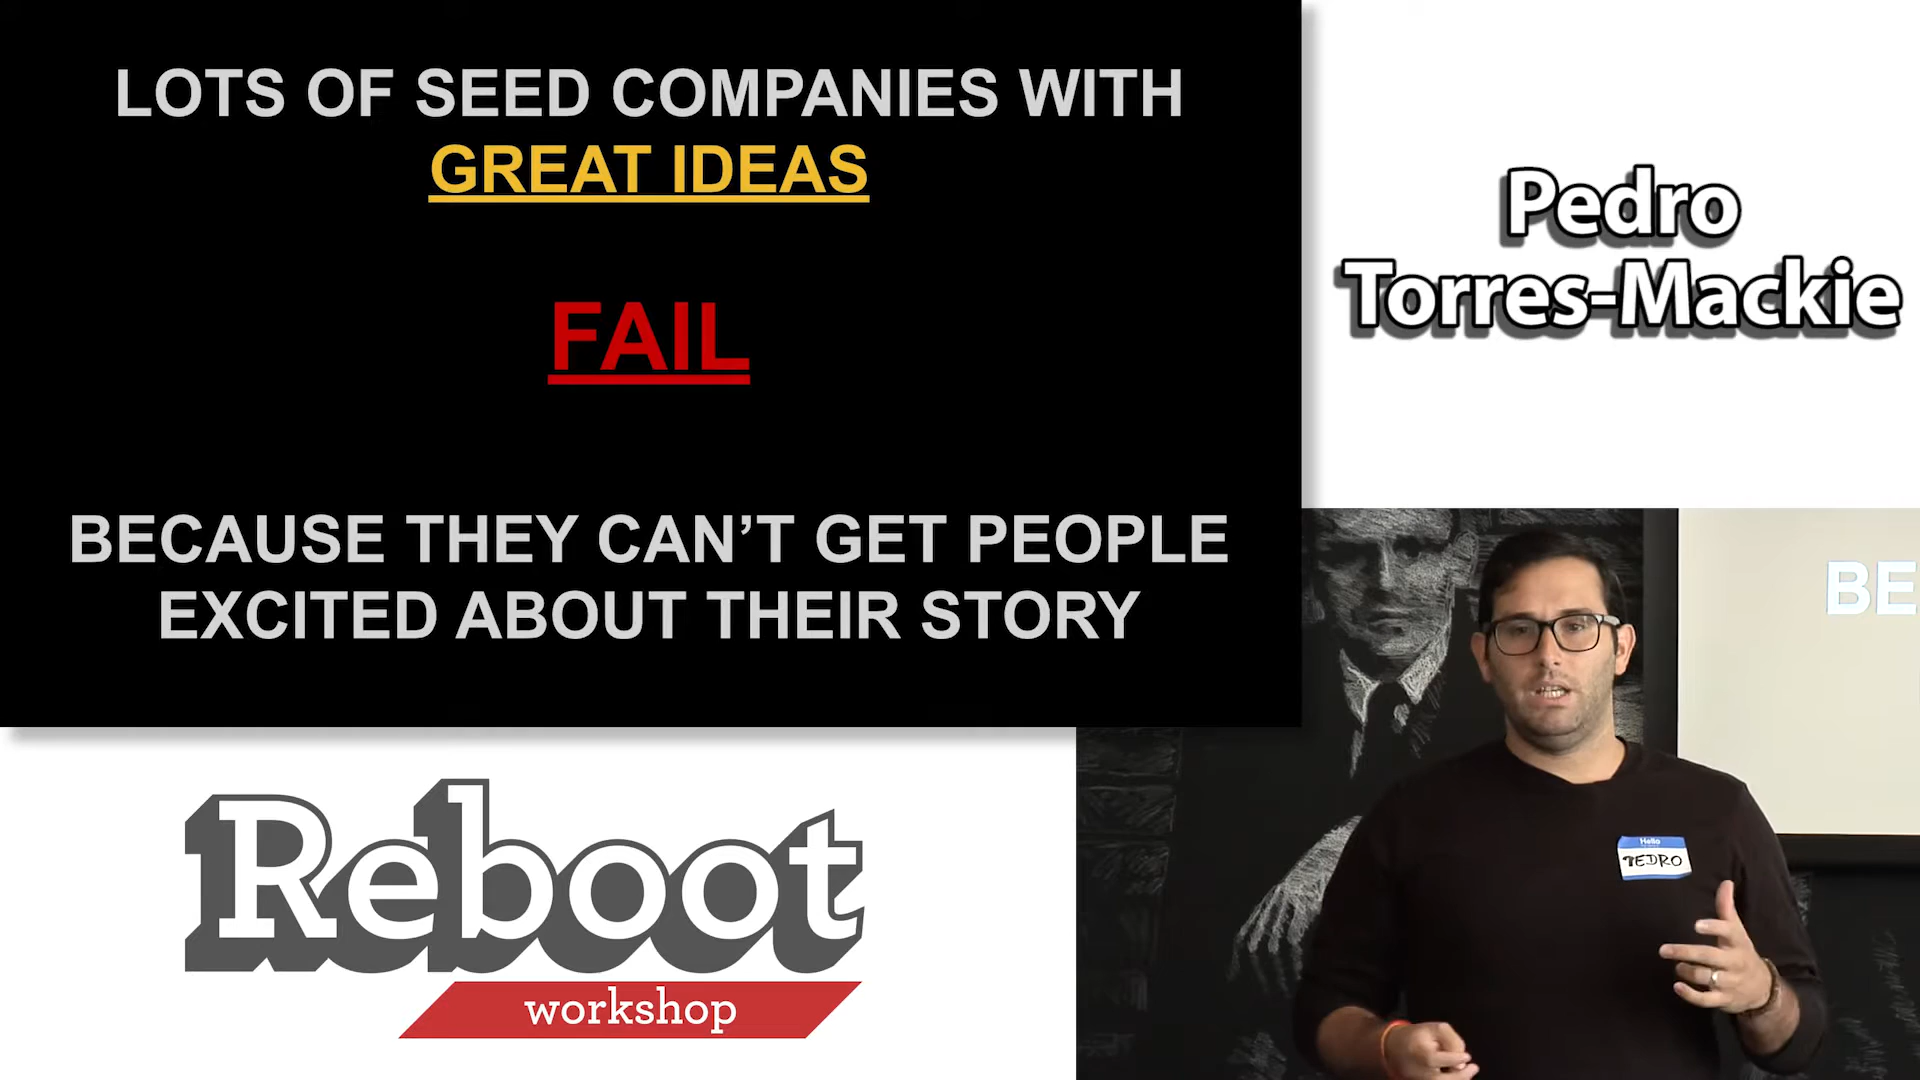 LOTS OF SEED COMPANIES WITH
GREAT IDEAS
FAIL
BECAUSE THEY CAN’T GET PEOPLE
EXCITED ABOUT THEIR STORY
Pedro
Torres-Mackie
BE
Hello
PEDRO
Reboot
workshop